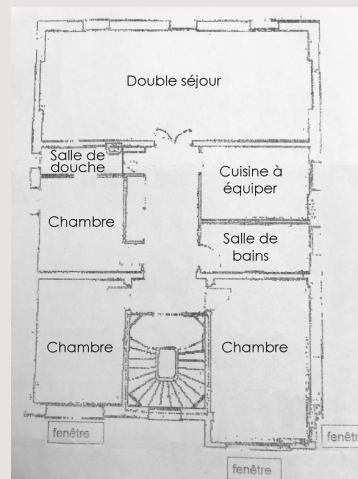 Double séjour
Salle de
douche
Cuisine à
équiper
Chambre
Salle de
bains
Chambre
Chambre
fenêtre
fenêtr
fenêtre